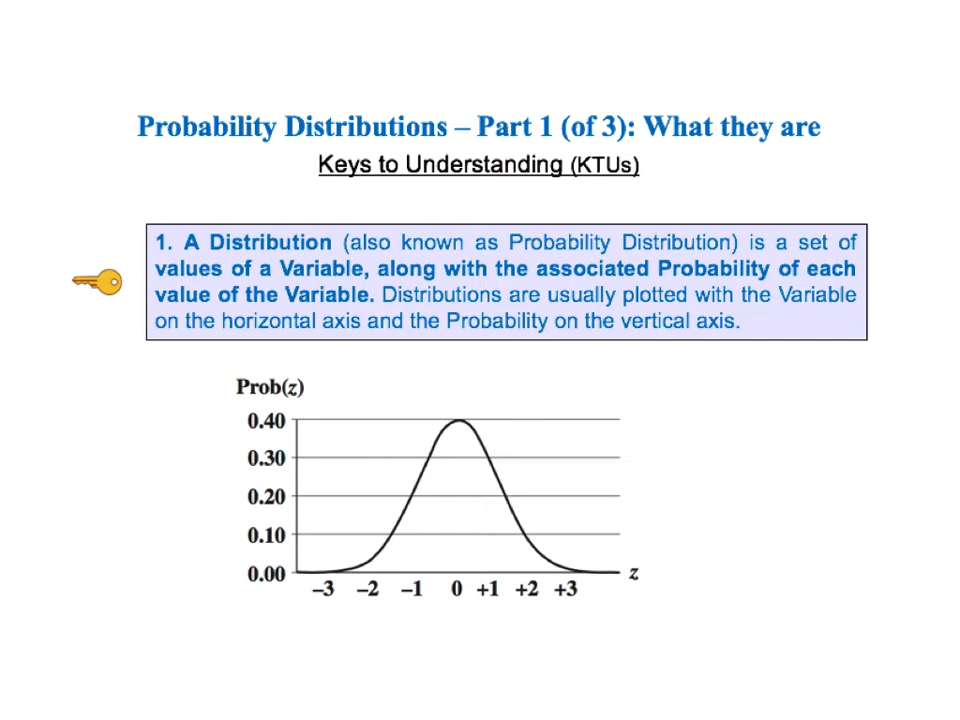 Probability Distributions – Part 1 (of 3): What they are
Keys to Understanding (KTUs)
1. A Distribution (also known as Probability Distribution) is a set of
values of a Variable, along with the associated Probability of each
value of the Variable. Distributions are usually plotted with the Variable
on the horizontal axis and the Probability on the vertical axis.
Prob(z)
0.40
0.30
0.20
0.10
0.00
–3 –2 –1 0 +1 +2 +3 z